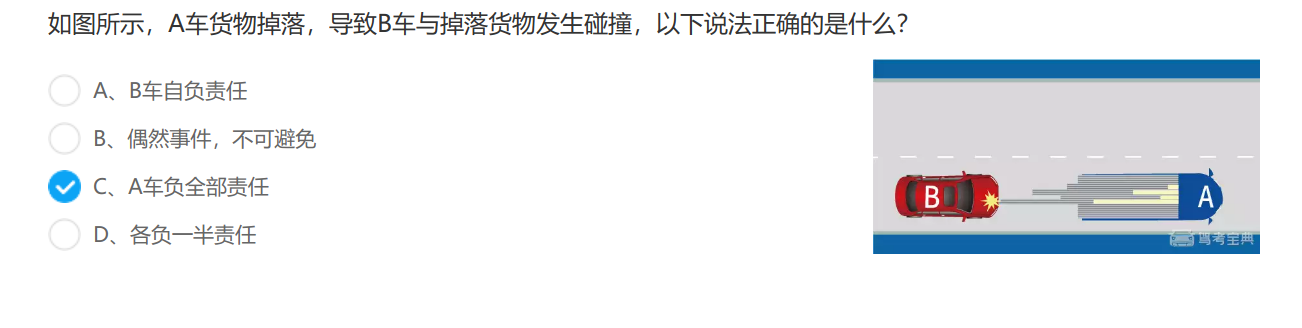 如图所示，A车货物掉落，导致B车与掉落货物发生碰撞，以下说法正确的是什么？
A、B车自负责任
B、偶然事件，不可避免
C、A车负全部责任
D、各负一半责任
B
A
驾考宝典